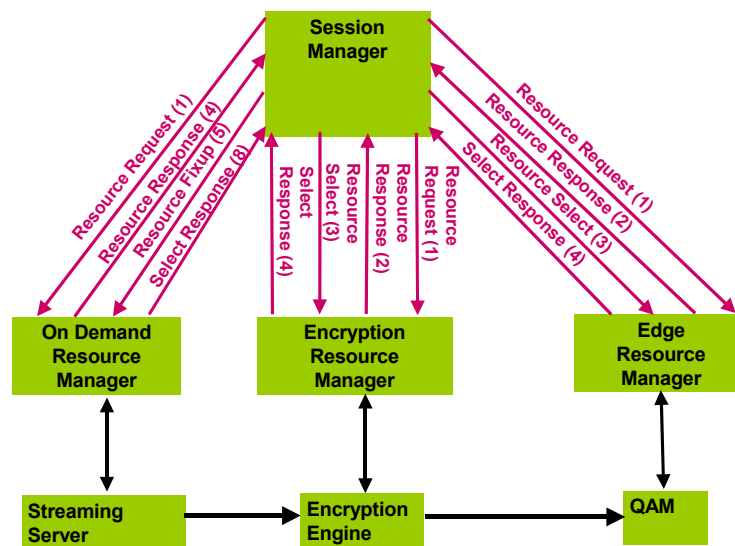 Session
Manager
Resource Request (1)
Resource Response (4)
Resource Fixup (5)
Select Response (8)
Select
Response (4)
Resource
Select (3)
Resource
Response (2)
Resource
Request (1)
Resource Request (1)
Resource Response (2)
Resource Select (3)
Select Response (4)
On Demand
Resource
Manager
Encryption
Resource
Manager
Edge
Resource
Manager
Streaming
Server
Encryption
Engine
QAM